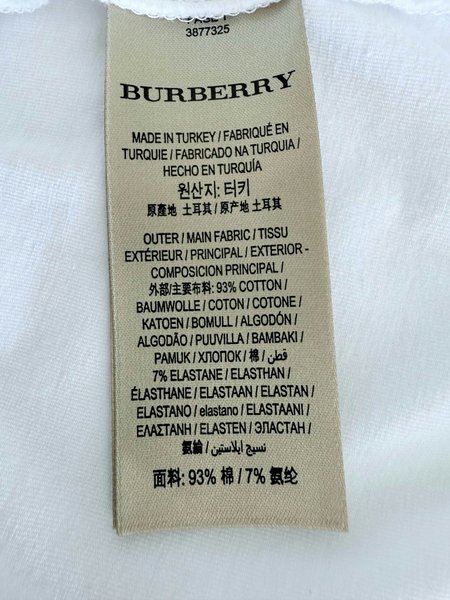 3877325
BURBERRY
MADE IN TURKEY / FABRIQUÉ EN
TURQUIE / FABRICADO NA TURQUIA /
HECHO EN TURQUÍA
원산지: 터키
原產地 土耳其 / 原产地 土耳其
OUTER / MAIN FABRIC / TISSU
EXTÉRIEUR / PRINCIPAL / EXTERIOR -
COMPOSICION PRINCIPAL /
外部/主要布料: 93% COTTON /
BAUMWOLLE / COTON / COTONE /
KATOEN / BOMULL / ALGODÓN /
ALGODÃO / PUUVILLA / BAMBAKI /
PAMUK / ХЛОПОК / 棉 / قطن /
7% ELASTANE / ELASTHAN /
ÉLASTHANE / ELASTAAN / ELASTAN /
ELASTANO / elastano / ELASTAANI /
ΕΛΑΣΤΑΝΗ / ELASTEN / ЭЛАСТАН /
氨綸 / نسيج ايلاستين /
面料: 93% 棉 / 7% 氨纶